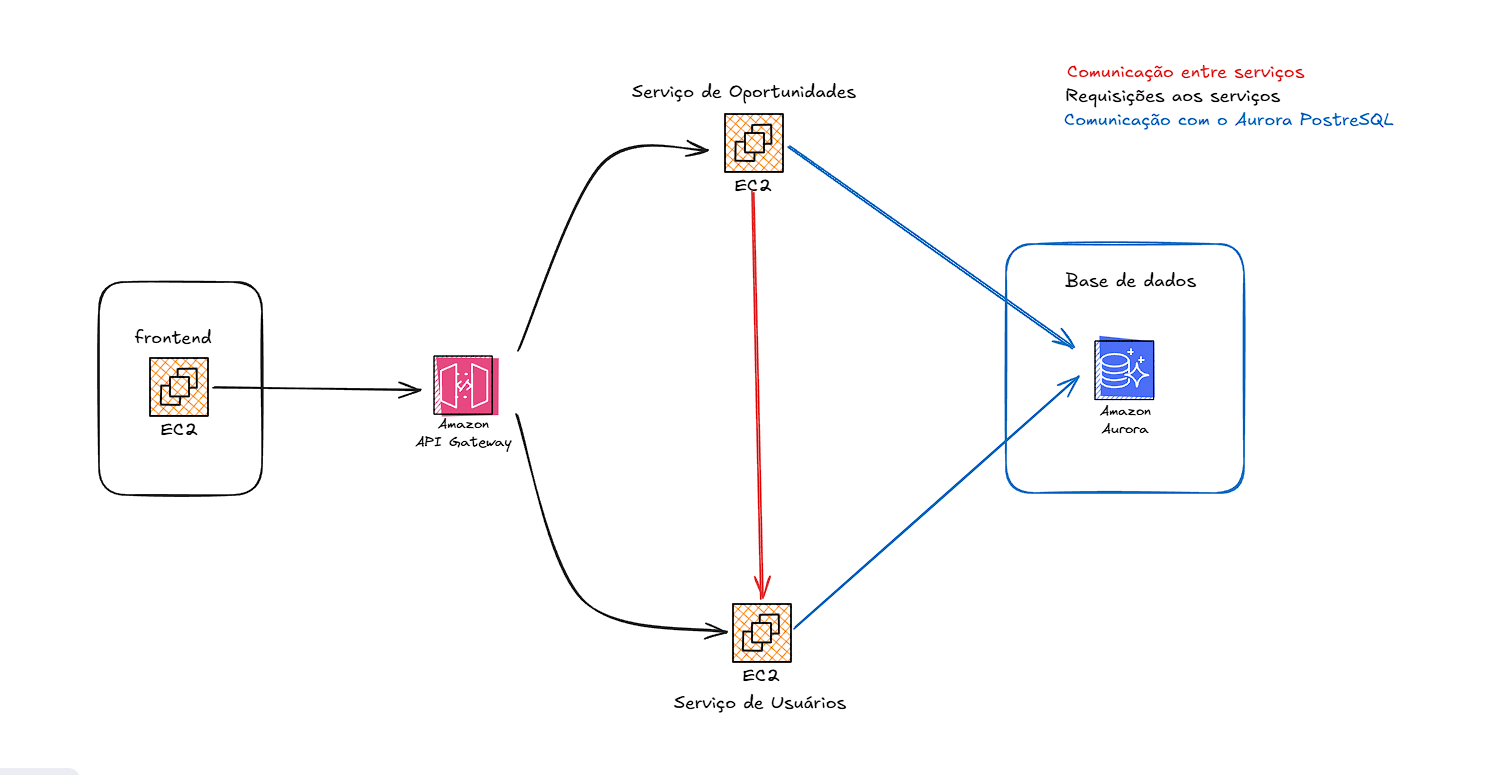 Comunicação entre serviços
Requisições aos serviços
Comunicação com o Aurora PostreSQL
Serviço de Oportunidades
EC2
Base de dados
frontend
EC2
Amazon
API Gateway
Amazon
Aurora
EC2
Serviço de Usuários